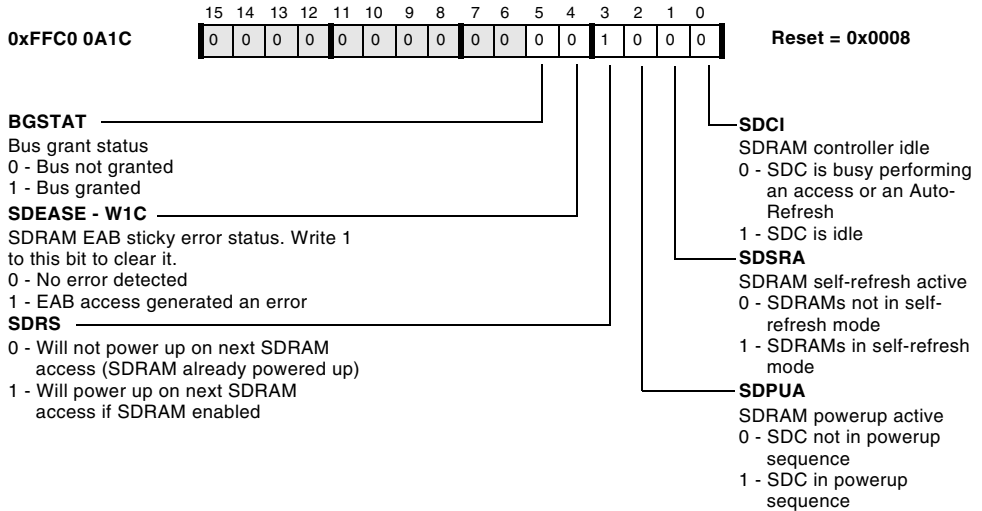 15 14 13 12 11 10 9 8 7 6 5 4 3 2 1 0
0xFFC0 0A1C
0 0 0 0 0 0 0 0 0 0 0 0 1 0 0 0
Reset = 0x0008
BGSTAT
Bus grant status
0 - Bus not granted
1 - Bus granted
SDEASE - W1C
SDRAM EAB sticky error status. Write 1
to this bit to clear it.
0 - No error detected
1 - EAB access generated an error
SDRS
0 - Will not power up on next SDRAM
access (SDRAM already powered up)
1 - Will power up on next SDRAM
access if SDRAM enabled
SDCI
SDRAM controller idle
0 - SDC is busy performing
an access or an Auto-
Refresh
1 - SDC is idle
SDSRA
SDRAM self-refresh active
0 - SDRAMs not in self-
refresh mode
1 - SDRAMs in self-refresh
mode
SDPUA
SDRAM powerup active
0 - SDC not in powerup
sequence
1 - SDC in powerup
sequence